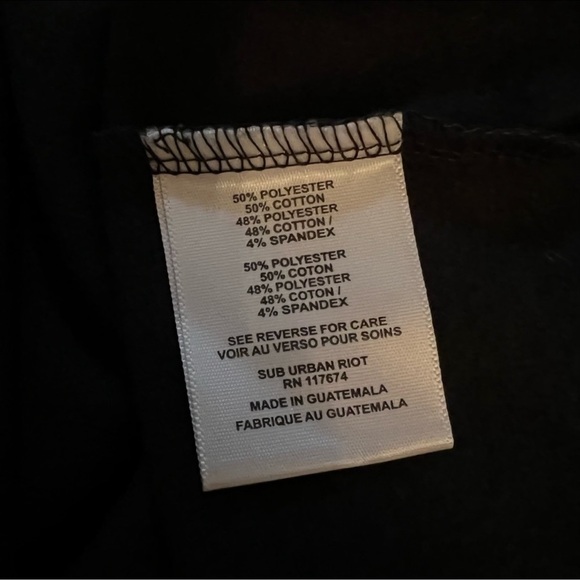 50% POLYESTER
50% COTTON
48% POLYESTER
48% COTTON /
4% SPANDEX
50% POLYESTER
50% COTON
48% POLYESTER
48% COTON /
4% SPANDEX
SEE REVERSE FOR CARE
VOIR AU VERSO POUR SOINS
SUB URBAN RIOT
RN 117674
MADE IN GUATEMALA
FABRIQUE AU GUATEMALA